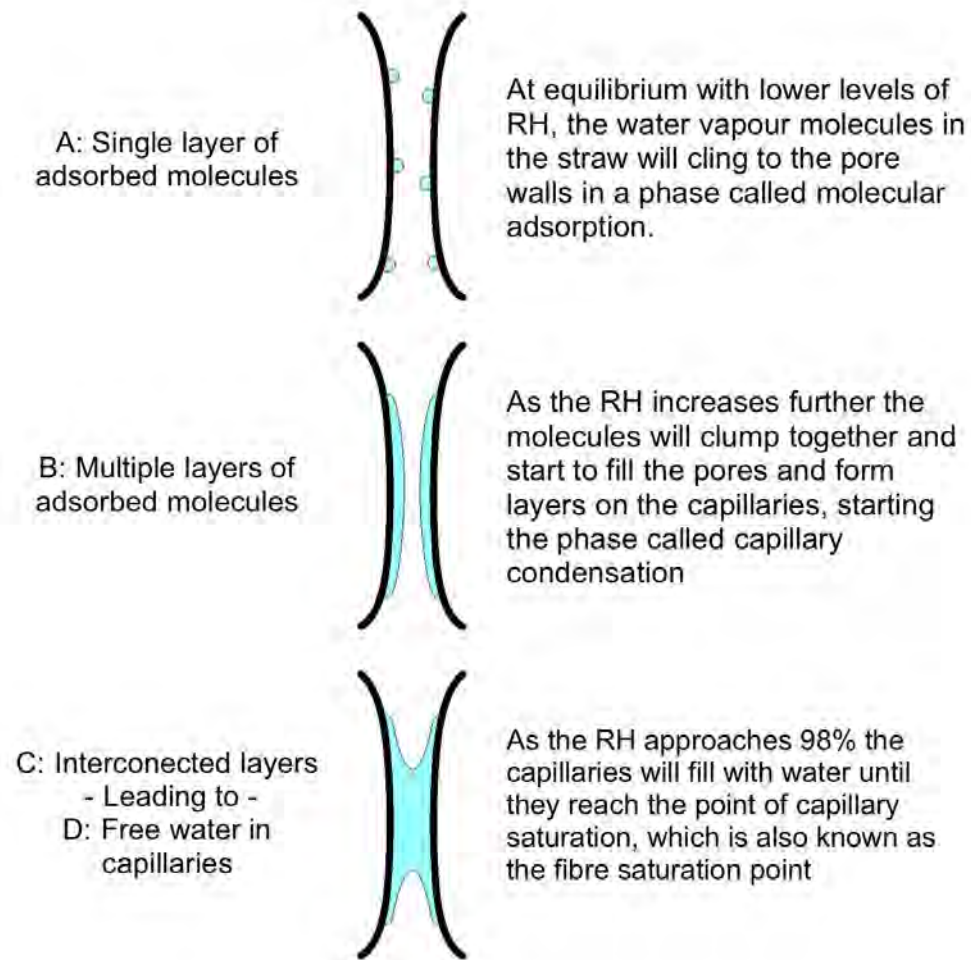 A: Single layer of
adsorbed molecules
At equilibrium with lower levels of
RH, the water vapour molecules in
the straw will cling to the pore
walls in a phase called molecular
adsorption.
B: Multiple layers of
adsorbed molecules
As the RH increases further the
molecules will clump together and
start to fill the pores and form
layers on the capillaries, starting
the phase called capillary
condensation
C: Interconected layers
- Leading to -
D: Free water in
capillaries
As the RH approaches 98% the
capillaries will fill with water until
they reach the point of capillary
saturation, which is also known as
the fibre saturation point